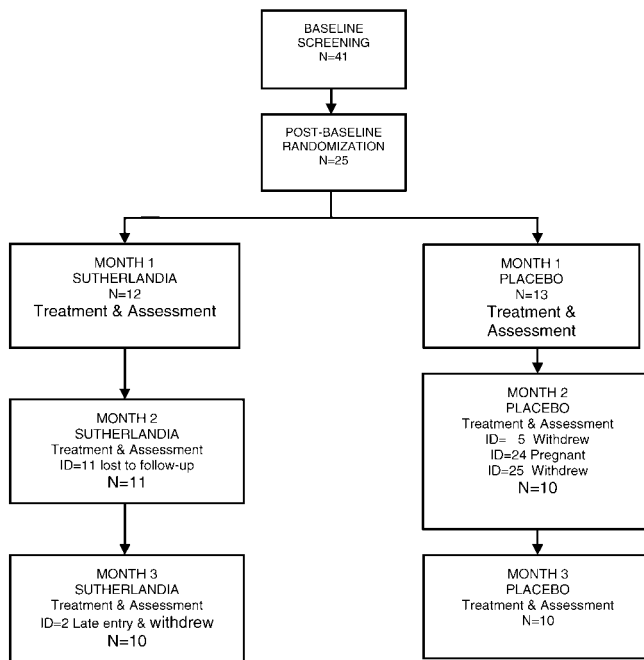 BASELINE
SCREENING
N=41
POST-BASELINE
RANDOMIZATION
N=25
MONTH 1
SUTHERLANDIA
N=12
Treatment & Assessment
MONTH 1
PLACEBO
N=13
Treatment &
Assessment
MONTH 2
SUTHERLANDIA
Treatment & Assessment
ID=11 lost to follow-up
N=11
MONTH 2
PLACEBO
Treatment & Assessment
ID= 5 Withdrew
ID=24 Pregnant
ID=25 Withdrew
N=10
MONTH 3
SUTHERLANDIA
Treatment & Assessment
ID=2 Late entry & withdrew
N=10
MONTH 3
PLACEBO
Treatment & Assessment
N=10